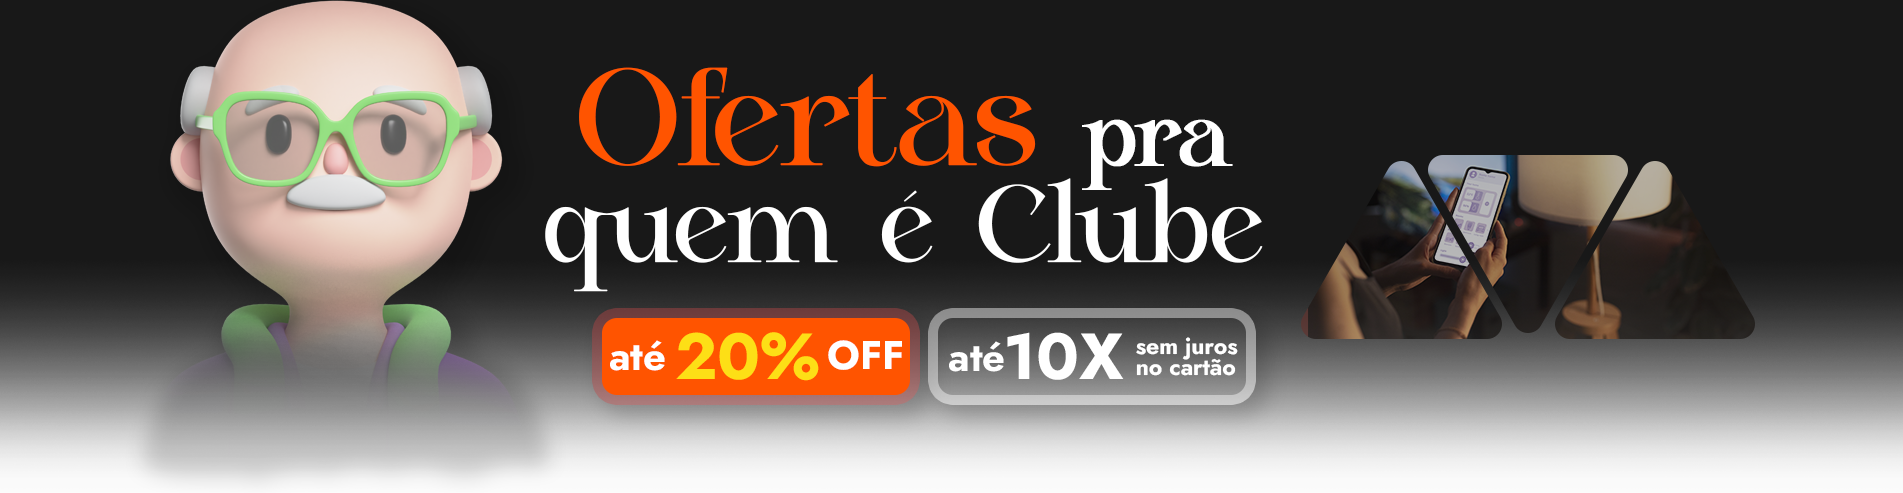 Ofertas pra
quem é Clube
até 20% OFF
até 10X sem juros
no cartão